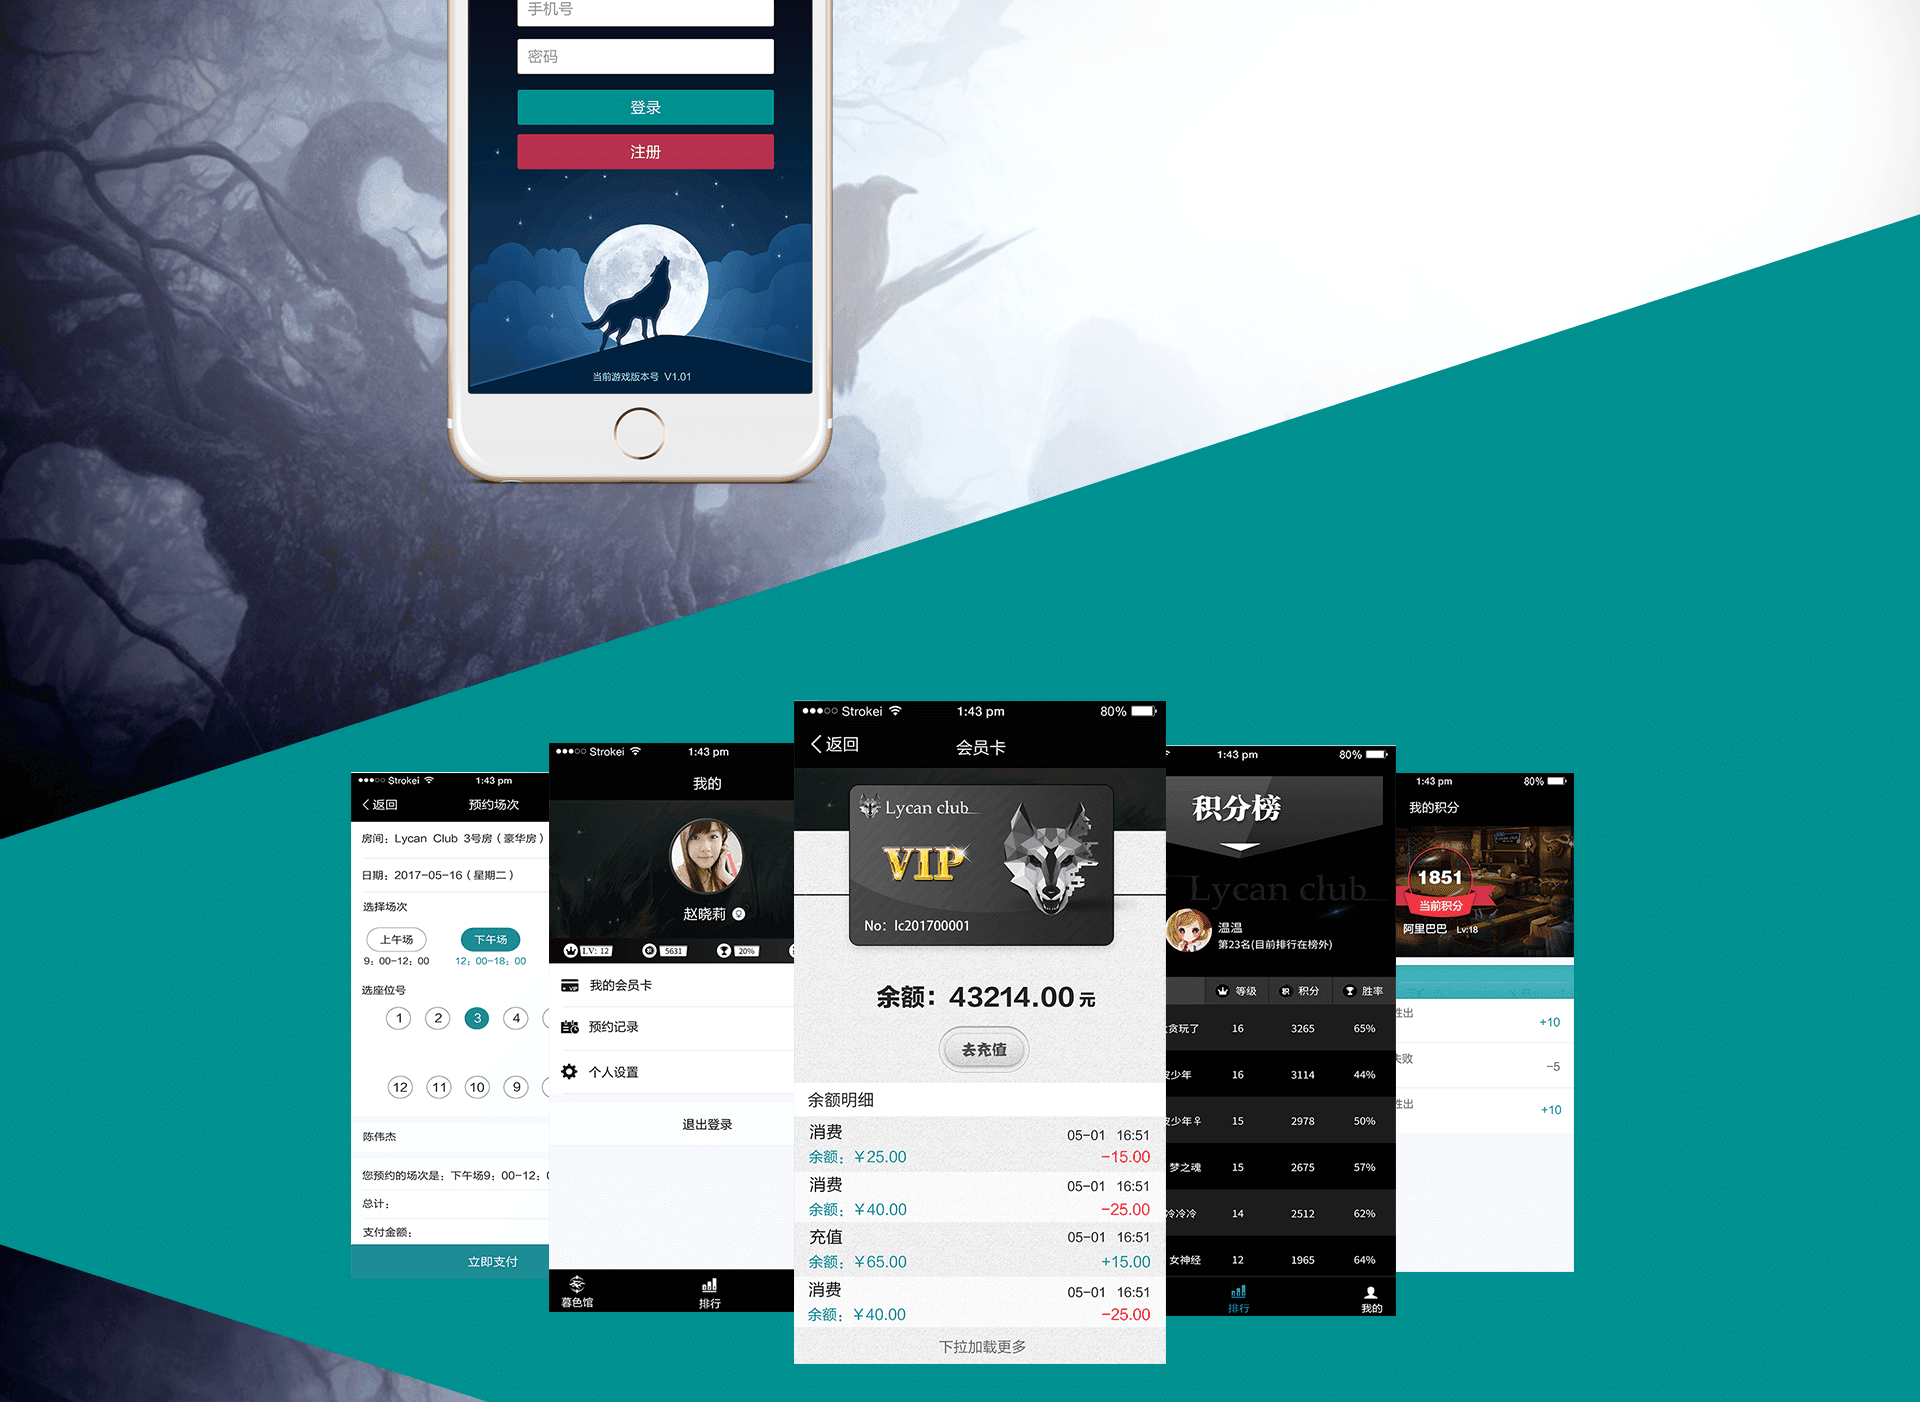 手机号
密码
登录
注册
当前游戏版本号 V1.01
Strokei
1:43 pm
返回
预约场次
房间：Lycan Club 3号房（豪华房）
日期：2017-05-16（星期二）
选择场次
上午场
下午场
9：00-12：00
12：00-18：00
选座位号
1
2
3
4
12
11
10
9
陈伟杰
您预约的场次是：下午场9：00-12：
总计：
支付金额：
立即支付
Strokei
1:43 pm
我的
赵晓莉
LV: 12
5631
20%
我的会员卡
预约记录
个人设置
退出登录
暮色馆
排行
Strokei
1:43 pm
80%
返回
会员卡
Lycan club
VIP
No：lc201700001
余额：43214.00元
去充值
余额明细
消费
05-01 16:51
余额：￥25.00
-15.00
消费
05-01 16:51
余额：￥40.00
-25.00
充值
05-01 16:51
余额：￥65.00
+15.00
消费
05-01 16:51
余额：￥40.00
-25.00
下拉加载更多
1:43 pm
80%
积分榜
Lycan club
温温
第23名(目前排行在榜外)
等级
积分
胜率
贪玩了
16
3265
65%
少年
16
3114
44%
少年♀
15
2978
50%
梦之魂
15
2675
57%
冷冷冷
14
2512
62%
女神经
12
1965
64%
排行
我的
1:43 pm
80%
我的积分
Lycan club
1851
当前积分
阿里巴巴 Lv:18
胜出
+10
失败
-5
胜出
+10